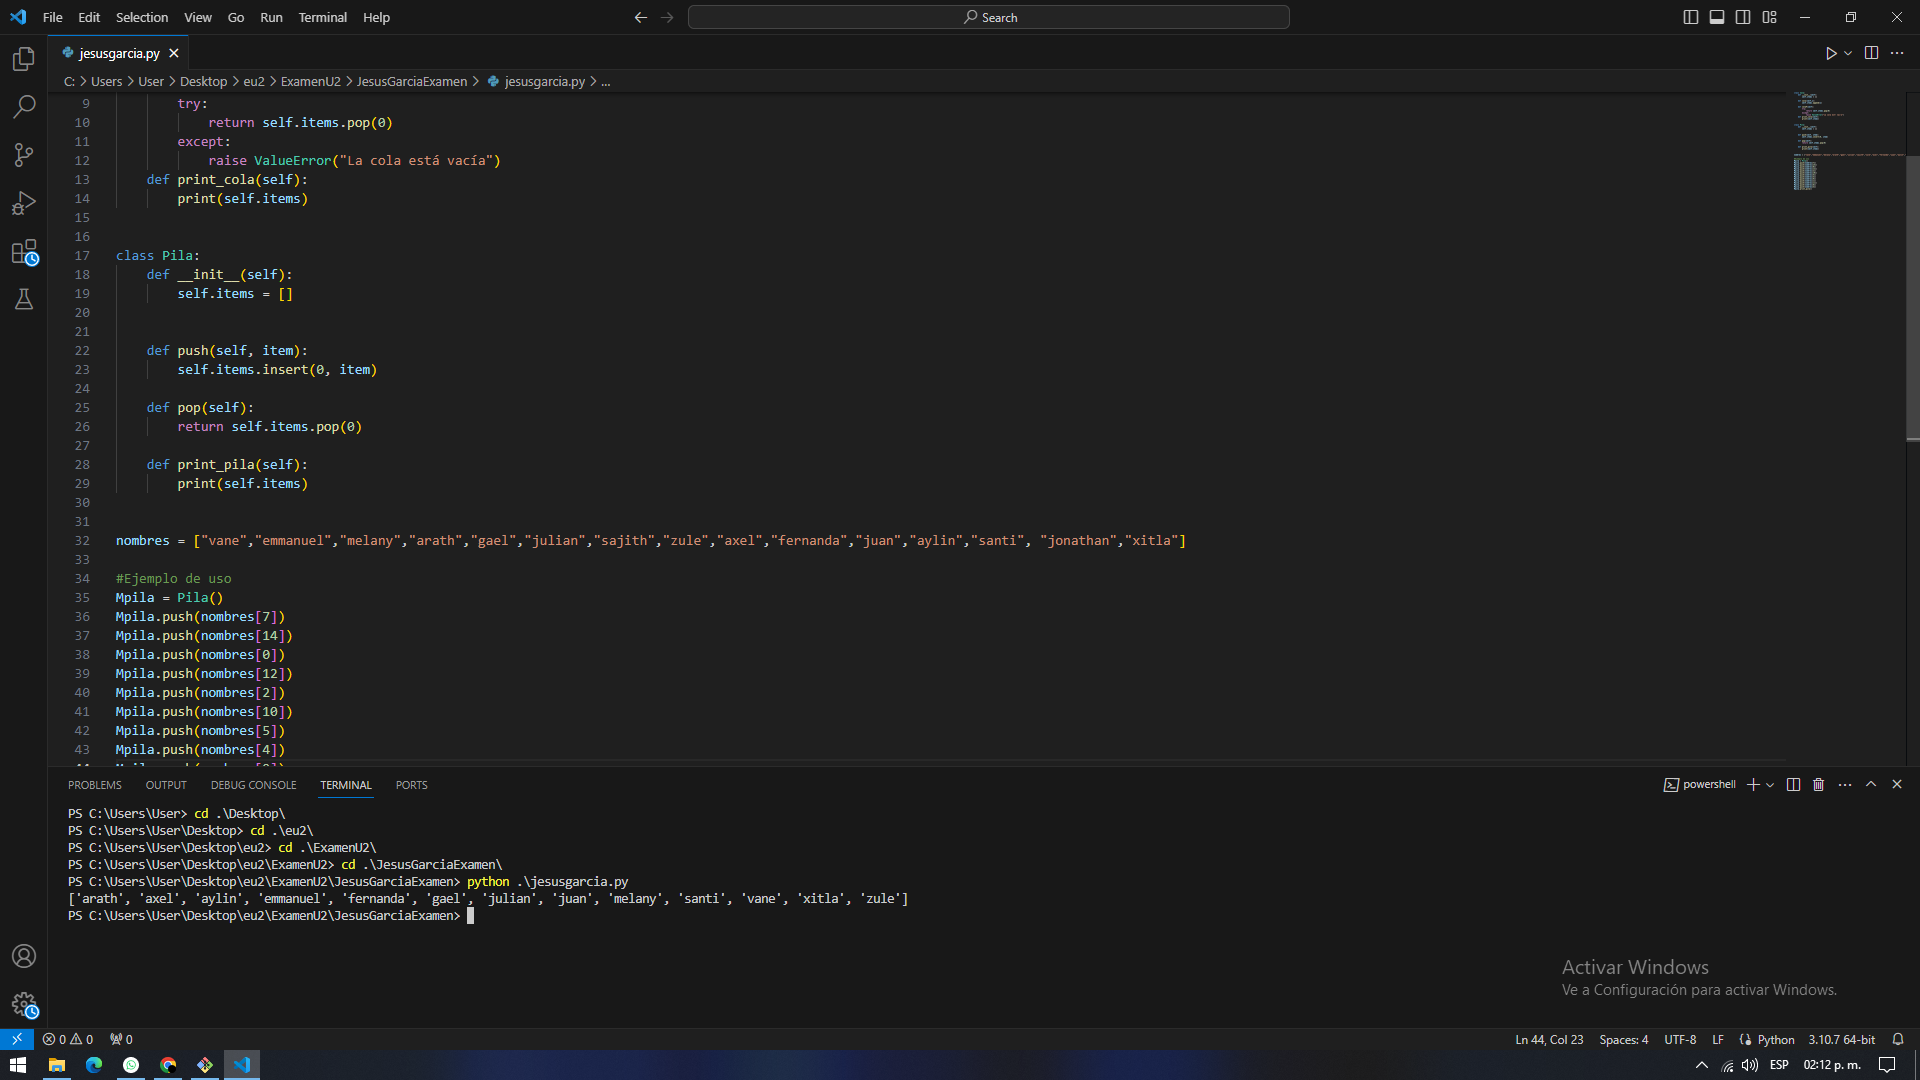 File Edit Selection View Go Run Terminal Help
Search
jesusgarcia.py
C: > Users > User > Desktop > eu2 > ExamenU2 > JesusGarciaExamen > jesusgarcia.py > ...
9 try:
10 return self.items.pop(0)
11 except:
12 raise ValueError("La cola está vacía")
13 def print_cola(self):
14 print(self.items)
15
16
17 class Pila:
18 def __init__(self):
19 self.items = []
20
21
22 def push(self, item):
23 self.items.insert(0, item)
24
25 def pop(self):
26 return self.items.pop(0)
27
28 def print_pila(self):
29 print(self.items)
30
31
32 nombres = ["vane","emmanuel","melany","arath","gael","julian","sajith","zule","axel","fernanda","juan","aylin","santi", "jonathan","xitla"]
33
34 #Ejemplo de uso
35 Mpila = Pila()
36 Mpila.push(nombres[7])
37 Mpila.push(nombres[14])
38 Mpila.push(nombres[0])
39 Mpila.push(nombres[12])
40 Mpila.push(nombres[2])
41 Mpila.push(nombres[10])
42 Mpila.push(nombres[5])
43 Mpila.push(nombres[4])
PROBLEMS OUTPUT DEBUG CONSOLE TERMINAL PORTS
powershell
PS C:\Users\User> cd .\Desktop\
PS C:\Users\User\Desktop> cd .\eu2\
PS C:\Users\User\Desktop\eu2> cd .\ExamenU2\
PS C:\Users\User\Desktop\eu2\ExamenU2> cd .\JesusGarciaExamen\
PS C:\Users\User\Desktop\eu2\ExamenU2\JesusGarciaExamen> python .\jesusgarcia.py
['arath', 'axel', 'aylin', 'emmanuel', 'fernanda', 'gael', 'julian', 'juan', 'melany', 'santi', 'vane', 'xitla', 'zule']
PS C:\Users\User\Desktop\eu2\ExamenU2\JesusGarciaExamen>
Activar Windows
Ve a Configuración para activar Windows.
0 0 0
Ln 44, Col 23 Spaces: 4 UTF-8 LF Python 3.10.7 64-bit
ESP 02:12 p. m.